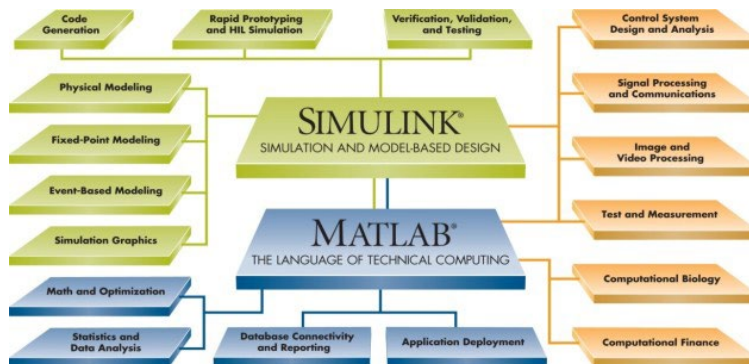 Code
Generation
Rapid Prototyping
and HIL Simulation
Verification, Validation,
and Testing
Control System
Design and Analysis
Physical Modeling
Signal Processing
and Communications
SIMULINK®
SIMULATION AND MODEL-BASED DESIGN
Fixed-Point Modeling
Image and
Video Processing
Event-Based Modeling
Test and Measurement
Simulation Graphics
MATLAB®
THE LANGUAGE OF TECHNICAL COMPUTING
Math and Optimization
Computational Biology
Statistics and
Data Analysis
Database Connectivity
and Reporting
Application Deployment
Computational Finance